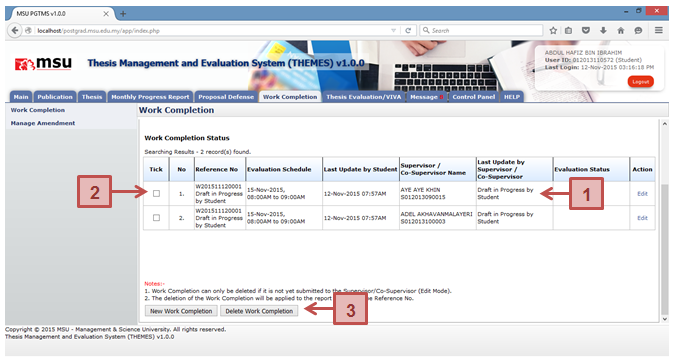 MSU PGTMS v1.0.0
localhost/postgrad.msu.edu.my/app/index.php
Search
msu
Thesis Management and Evaluation System (THEMES) v1.0.0
ABDUL HAFIZ BIN IBRAHIM
User ID: 012013110572 (Student)
Last Login: 12-Nov-2015 03:16:18 PM
Logout
Main Publication Thesis Monthly Progress Report Proposal Defense Work Completion Thesis Evaluation/VIVA Message Control Panel HELP
Work Completion
Manage Amendment
Work Completion
Work Completion Status
Searching Results - 2 record(s) found.
Tick No Reference No Evaluation Schedule Last Update by Student Supervisor / Co-Supervisor Name Last Update by Supervisor / Co-Supervisor Evaluation Status Action
1. W201511120001 Draft in Progress by Student 15-Nov-2015, 08:00AM to 09:00AM 12-Nov-2015 07:57AM AYE AYE KHIN S012013090015 Draft in Progress by Student Edit
2. W201511120001 Draft in Progress by Student 15-Nov-2015, 08:00AM to 09:00AM 12-Nov-2015 07:57AM ADEL AKHAVANMALAYERI S012013100003 Draft in Progress by Student Edit
2
1
Notes:-
1. Work Completion can only be deleted if it is not yet submitted to the Supervisor/Co-Supervisor (Edit Mode).
2. The deletion of the Work Completion will be applied to the report e Reference No.
New Work Completion Delete Work Completion
3
Copyright © 2015 MSU - Management & Science University. All rights reserved.
Thesis Management and Evaluation System (THEMES) v1.0.0